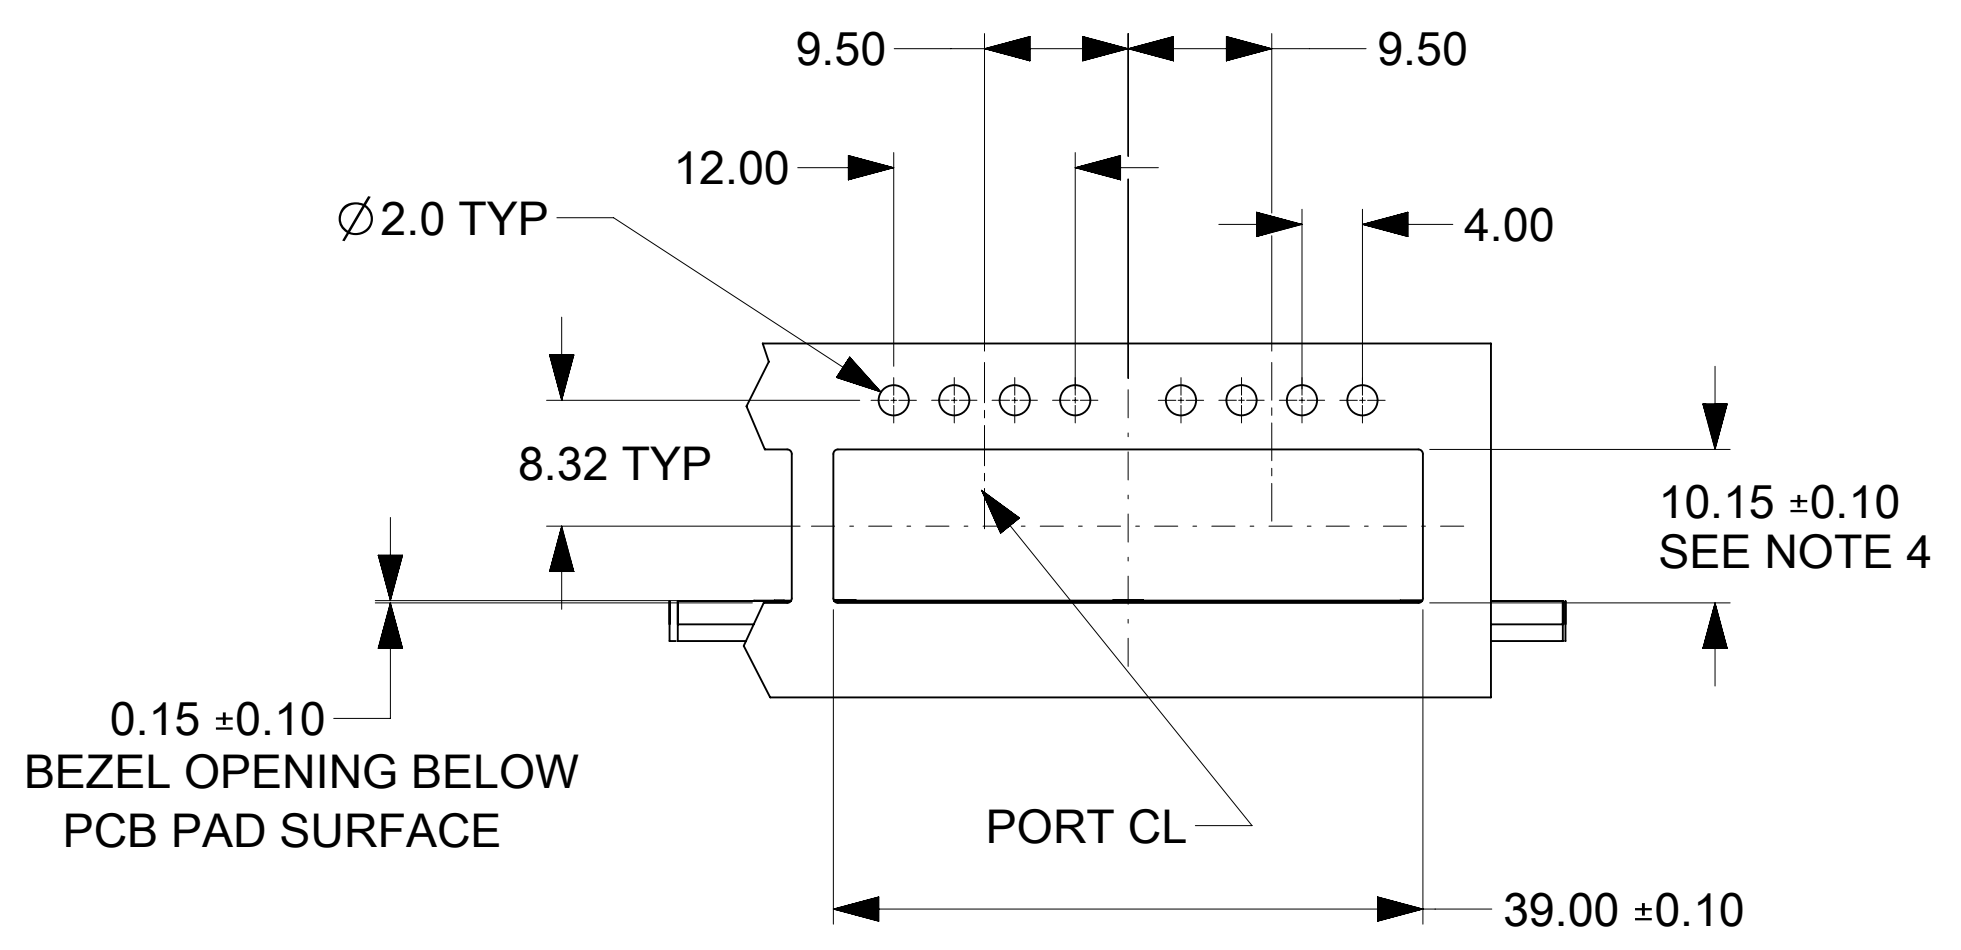 9.50
9.50
12.00
4.00
∅2.0 TYP
8.32 TYP
10.15 ±0.10
SEE NOTE 4
0.15 ±0.10
BEZEL OPENING BELOW
PCB PAD SURFACE
PORT CL
39.00 ±0.10